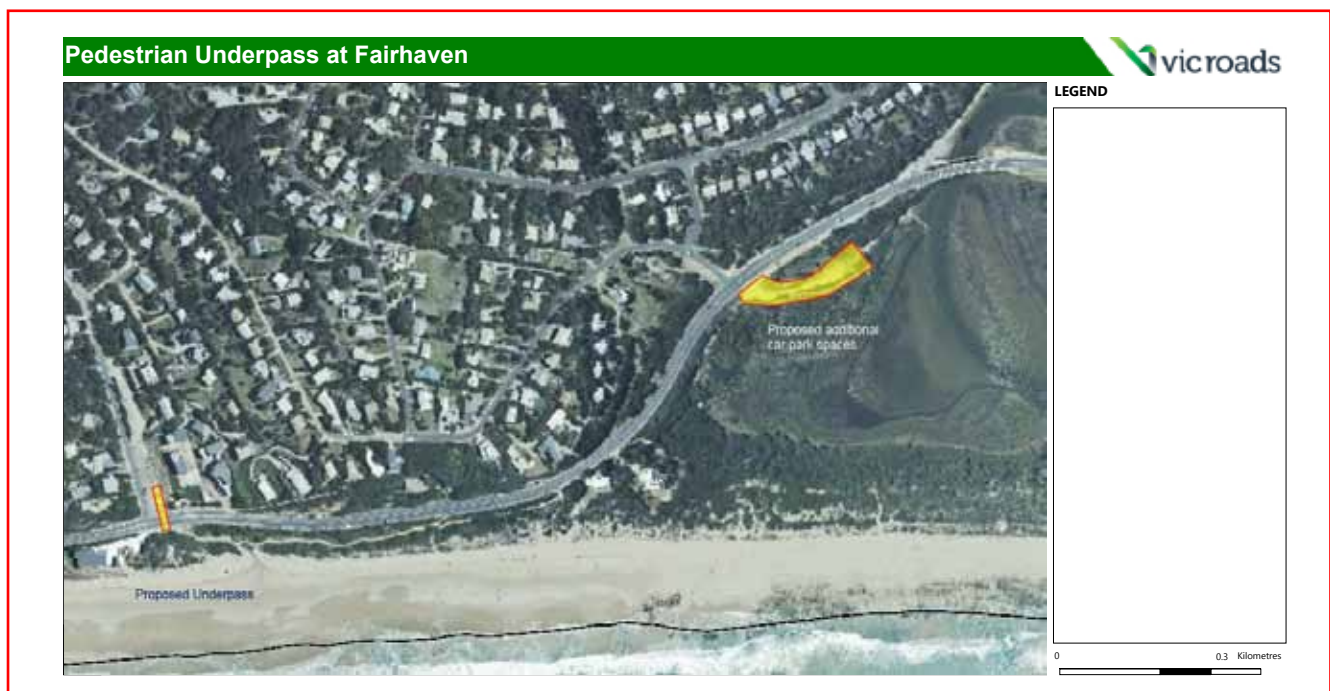 Pedestrian Underpass at Fairhaven
vicroads
LEGEND
Proposed additional
car park spaces
Proposed Underpass
0 0.3 Kilometres